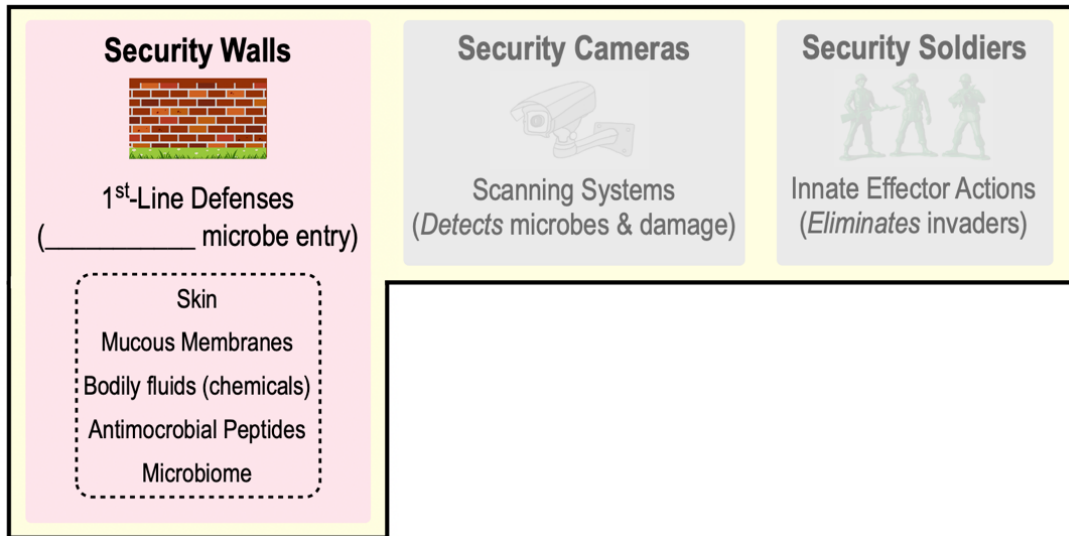 Security Walls
1st-Line Defenses
(___________ microbe entry)
Skin
Mucous Membranes
Bodily fluids (chemicals)
Antimocrobial Peptides
Microbiome
Security Cameras
Scanning Systems
(Detects microbes & damage)
Security Soldiers
Innate Effector Actions
(Eliminates invaders)